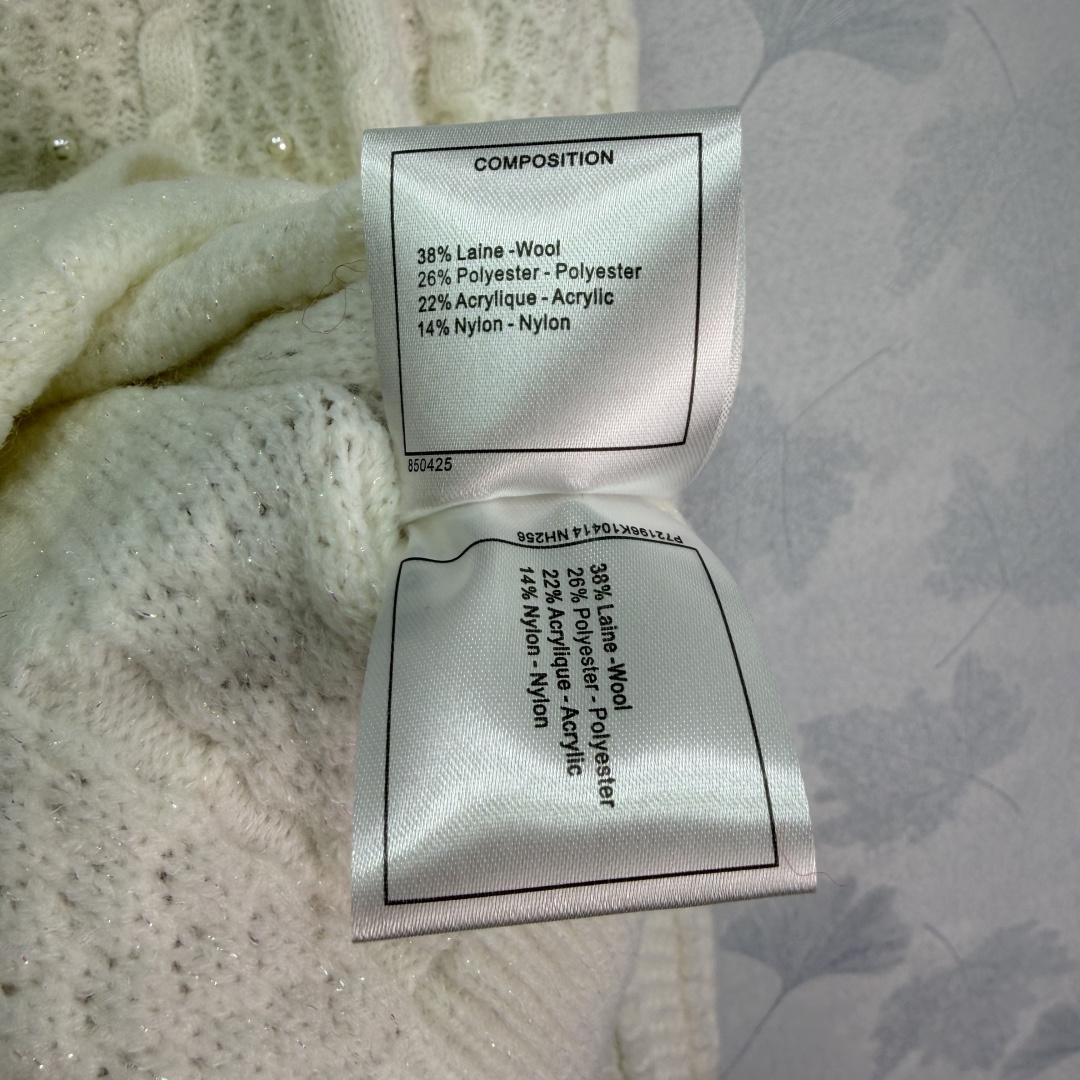 COMPOSITION
38% Laine -Wool
26% Polyester - Polyester
22% Acrylique - Acrylic
14% Nylon - Nylon
850425
P72196K10414 NH256
38% Laine -Wool
26% Polyester - Polyester
22% Acrylique - Acrylic
14% Nylon - Nylon